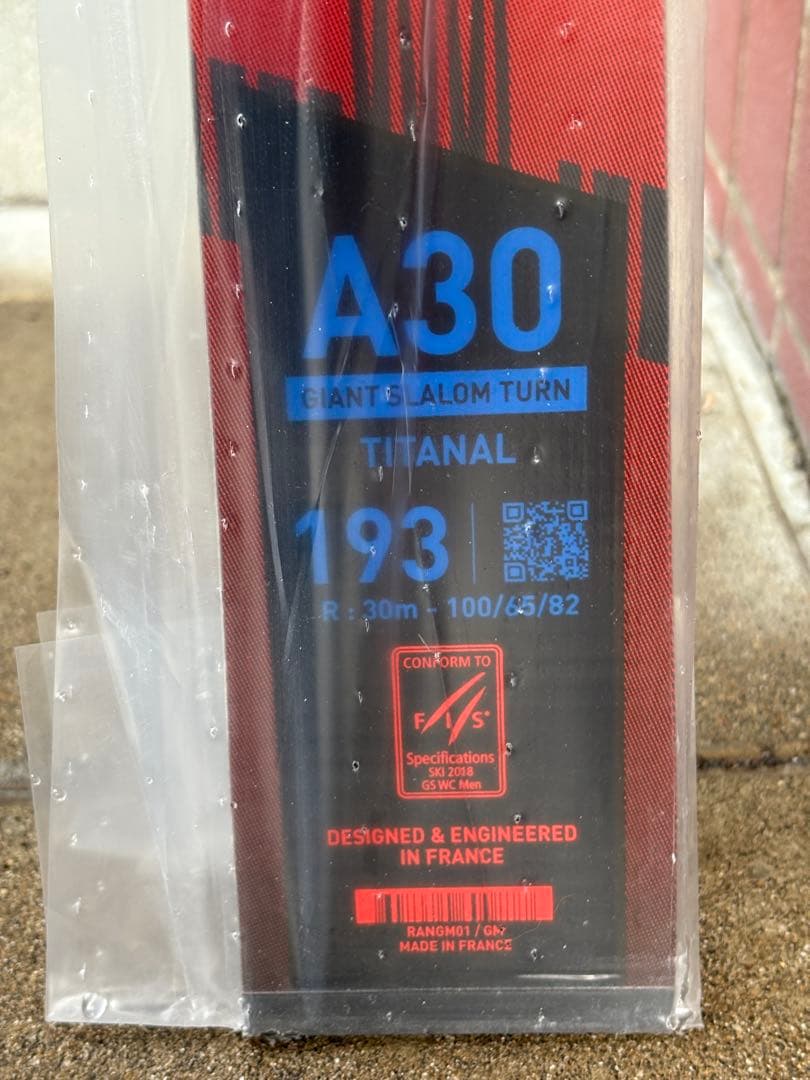 A30
GIANT SLALOM TURN
TITANAL
193
R : 30m - 100/65/82
CONFORM TO
FIS
Specifications
SKI 2018
GS WC Men
DESIGNED & ENGINEERED
IN FRANCE
RANGM01 /
MADE IN FRANCE